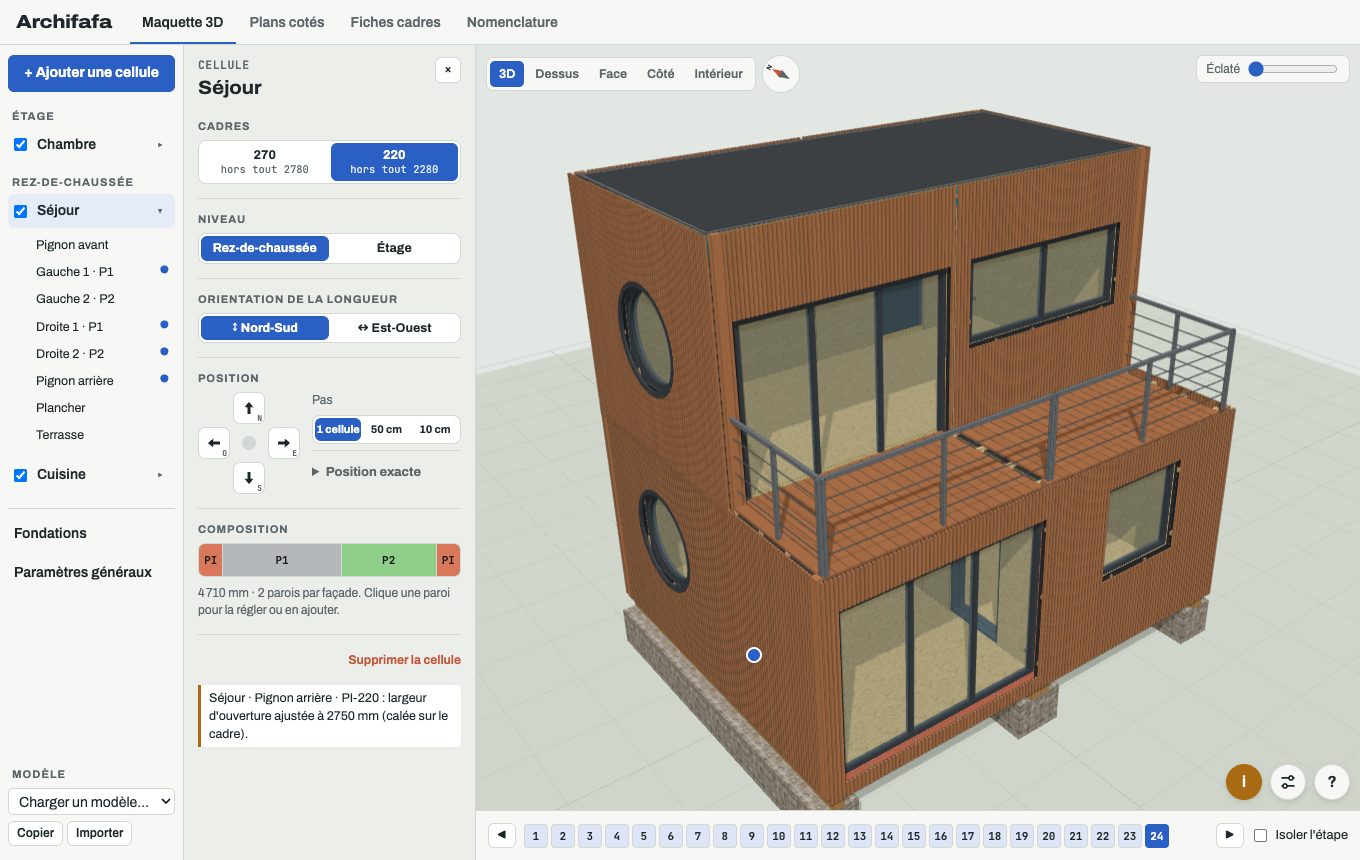 Archifafa
Maquette 3D
Plans cotés
Fiches cadres
Nomenclature
+ Ajouter une cellule
ÉTAGE
Chambre
REZ-DE-CHAUSSÉE
Séjour
Pignon avant
Gauche 1 · P1
Gauche 2 · P2
Droite 1 · P1
Droite 2 · P2
Pignon arrière
Plancher
Terrasse
Cuisine
Fondations
Paramètres généraux
MODÈLE
Charger un modèle...
Copier
Importer
CELLULE
Séjour
×
CADRES
270
hors tout 2780
220
hors tout 2280
NIVEAU
Rez-de-chaussée
Étage
ORIENTATION DE LA LONGUEUR
↕ Nord-Sud
↔ Est-Ouest
POSITION
↑ N
← O
→ E
↓ S
Pas
1 cellule
50 cm
10 cm
Position exacte
COMPOSITION
PI
P1
P2
PI
4710 mm · 2 parois par façade. Clique une paroi
pour la régler ou en ajouter.
Supprimer la cellule
Séjour · Pignon arrière · PI-220 : largeur
d'ouverture ajustée à 2750 mm (calée sur le
cadre).
3D
Dessus
Face
Côté
Intérieur
N
Éclaté
i
?
1 2 3 4 5 6 7 8 9 10 11 12 13 14 15 16 17 18 19 20 21 22 23 24
Isoler l'étape